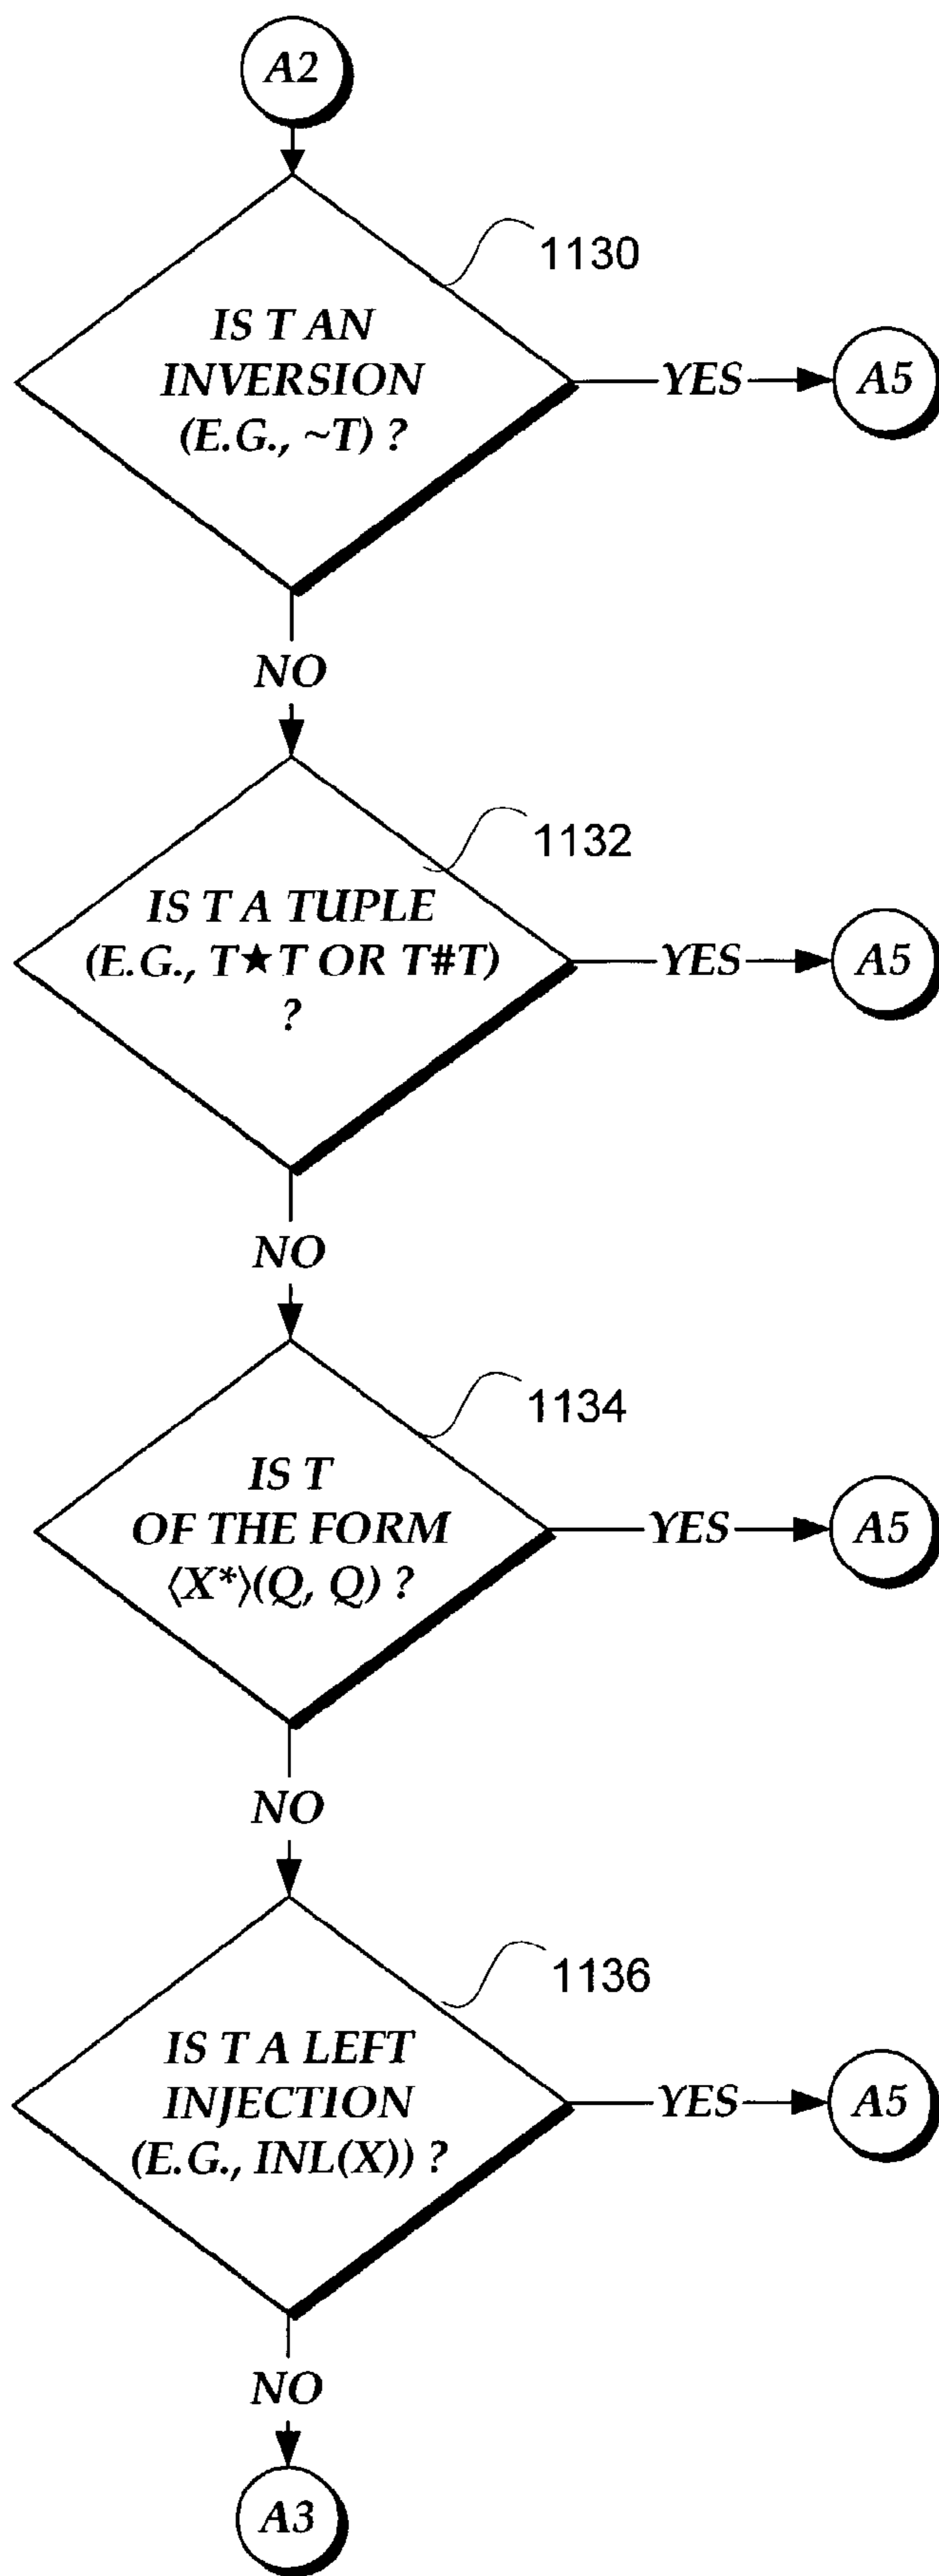 A2
1130
IS T AN
INVERSION
(E.G., ~T) ?
YES
A5
NO
1132
IS T A TUPLE
(E.G., T★T OR T#T)
?
YES
A5
NO
1134
IS T
OF THE FORM
⟨X*⟩(Q, Q) ?
YES
A5
NO
1136
IS T A LEFT
INJECTION
(E.G., INL(X)) ?
YES
A5
NO
A3